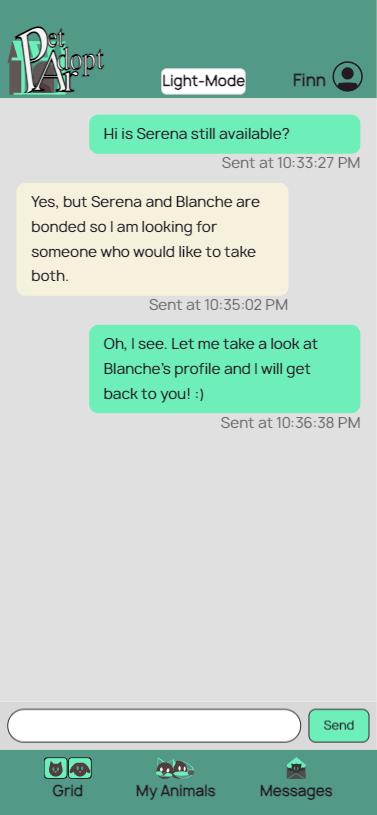 Pet
Adopt
Ar
Light-Mode
Finn
Hi is Serena still available?
Sent at 10:33:27 PM
Yes, but Serena and Blanche are
bonded so I am looking for
someone who would like to take
both.
Sent at 10:35:02 PM
Oh, I see. Let me take a look at
Blanche's profile and I will get
back to you! :)
Sent at 10:36:38 PM
Send
Grid
My Animals
Messages